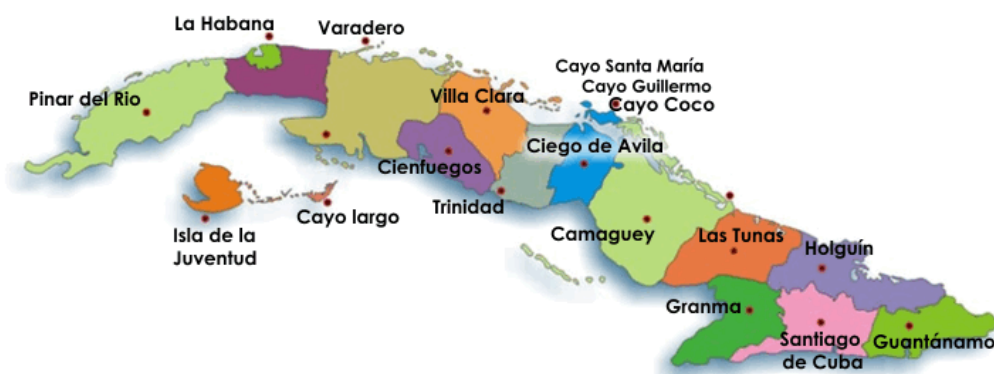 La Habana
Varadero
Cayo Santa María
Cayo Guillermo
Cayo Coco
Pinar del Rio
Villa Clara
Ciego de Avila
Cienfuegos
Trinidad
Cayo largo
Isla de la
Juventud
Camaguey
Las Tunas
Holguín
Granma
Santiago
de Cuba
Guantánamo